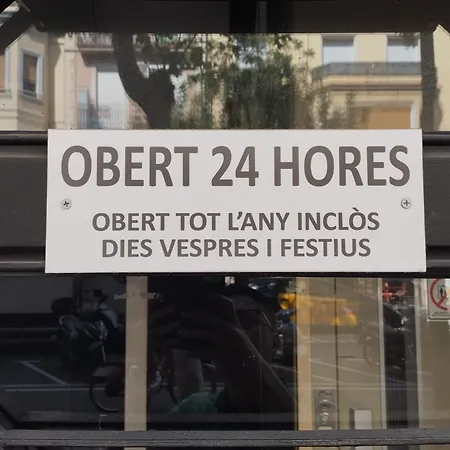 OBERT 24 HORES
OBERT TOT L'ANY INCLÒS
DIES VESPRES I FESTIUS